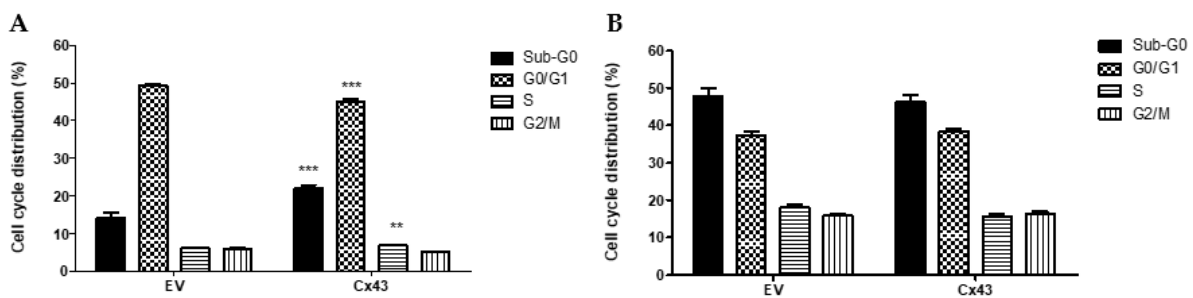 A
Cell cycle distribution (%)
60
50
40
30
20
10
0
***
***
**
EV
Cx43
Sub-G0
G0/G1
S
G2/M
B
Cell cycle distribution (%)
60
50
40
30
20
10
0
EV
Cx43
Sub-G0
G0/G1
S
G2/M